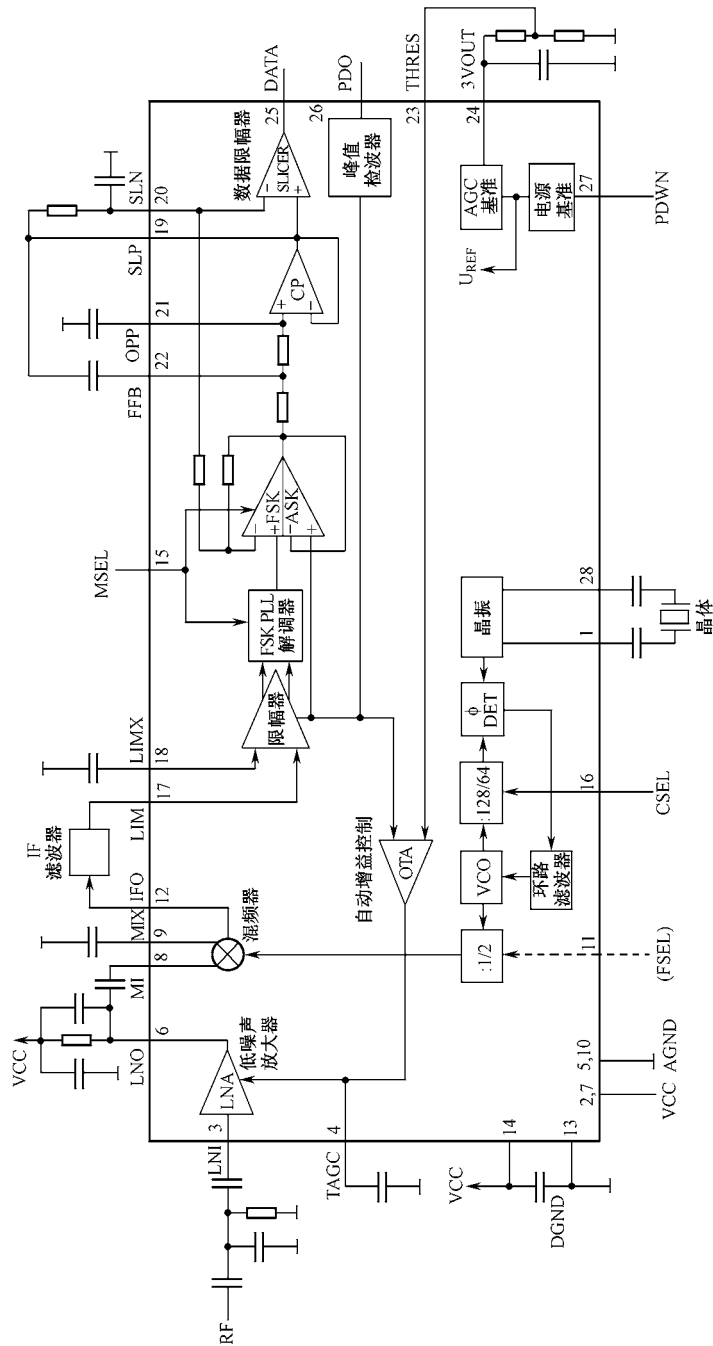 RF
LNI
3
LNA
低噪声
放大器
VCC
LNO
6
MI
8
MIX
9
IFO
12
混频器
IF
滤波器
LIM
17
LIMX
18
限幅器
MSEL
15
FSK PLL
解调器
−
+FSK
−ASK
+
FFB
22
OPP
21
+
CP
−
SLP
19
SLN
20
数据限幅器
−
SLICER
+
25
DATA
26
PDO
峰值
检波器
23
THRES
24
3VOUT
AGC
基准
UREF
电源
基准
27
PDWN
TAGC
4
自动增益控制
OTA
:1/2
VCO
:128/64
ϕ
DET
晶振
环路
滤波器
11
(FSEL)
16
CSEL
1
28
晶体
VCC
14
DGND
13
2,7
VCC
5,10
AGND